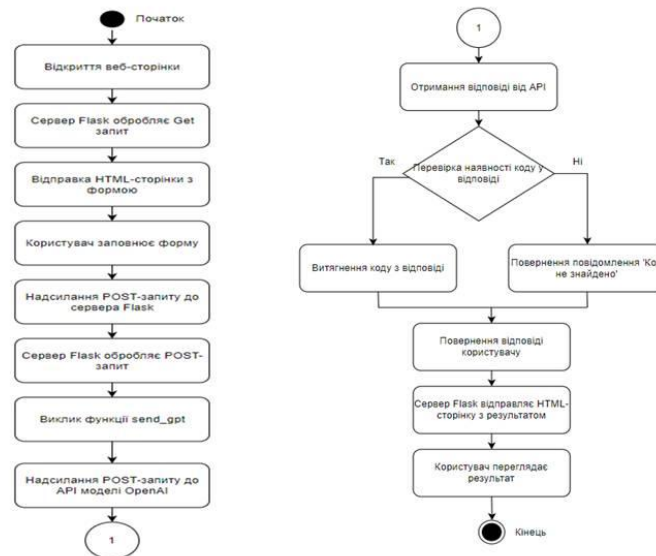 Початок
Відкриття веб-сторінки
Сервер Flask обробляє Get
запит
Відправка HTML-сторінки з
формою
Користувач заповнює форму
Надсилання POST-запиту до
сервера Flask
Сервер Flask обробляє POST-
запит
Виклик функції send_gpt
Надсилання POST-запиту до
API моделі OpenAI
1
1
Отримання відповіді від API
Так
Перевірка наявності коду у
відповіді
Ні
Витягнення коду з відповіді
Повернення повідомлення 'Ко
не знайдено'
Повернення відповіді
користувачу
Сервер Flask відправляє HTML-
сторінку з результатом
Користувач переглядає
результат
Кінець